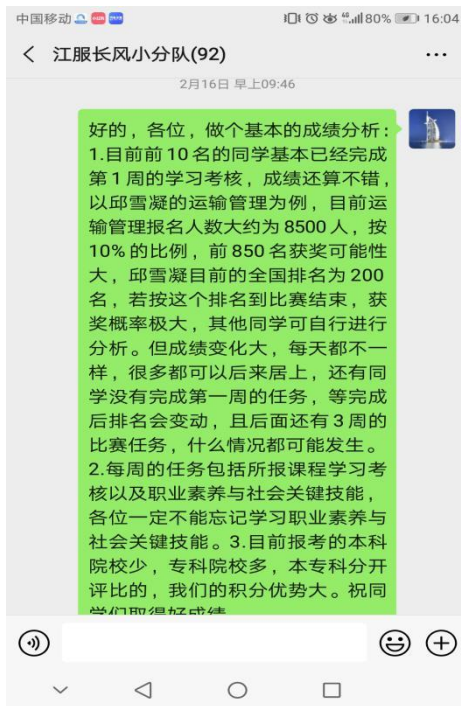 中国移动
80%
16:04
江服长风小分队(92)
2月16日 早上09:46
好的，各位，做个基本的成绩分析：
1.目前前10名的同学基本已经完成
第1周的学习考核，成绩还算不错，
以邱雪凝的运输管理为例，目前运
输管理报名人数大约为8500人，按
10%的比例，前850名获奖可能性
大，邱雪凝目前的全国排名为200
名，若按这个排名到比赛结束，获
奖概率极大，其他同学可自行进行
分析。但成绩变化大，每天都不一
样，很多都可以后来居上，还有同
学没有完成第一周的任务，等完成
后排名会变动，且后面还有3周的
比赛任务，什么情况都可能发生。
2.每周的任务包括所报课程学习考
核以及职业素养与社会关键技能，
各位一定不能忘记学习职业素养与
社会关键技能。3.目前报考的本科
院校少，专科院校多，本专科分开
评比的，我们的积分优势大。祝同
学们取得好成绩